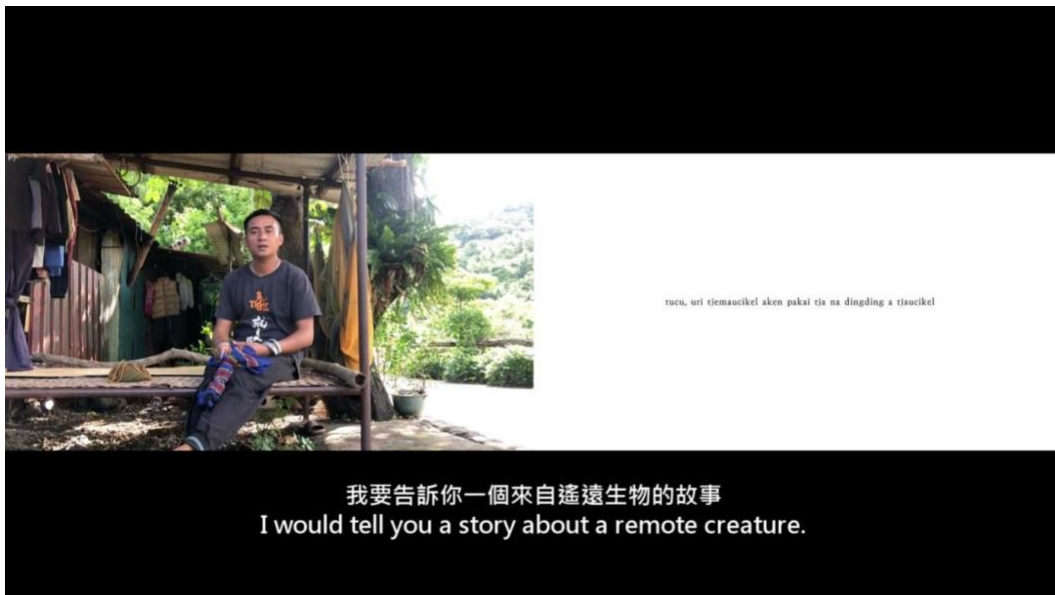 tucu, uri tjemaucikel aken pakai tja na dingding a tjaucikel
我要告訴你一個來自遙遠生物的故事
I would tell you a story about a remote creature.